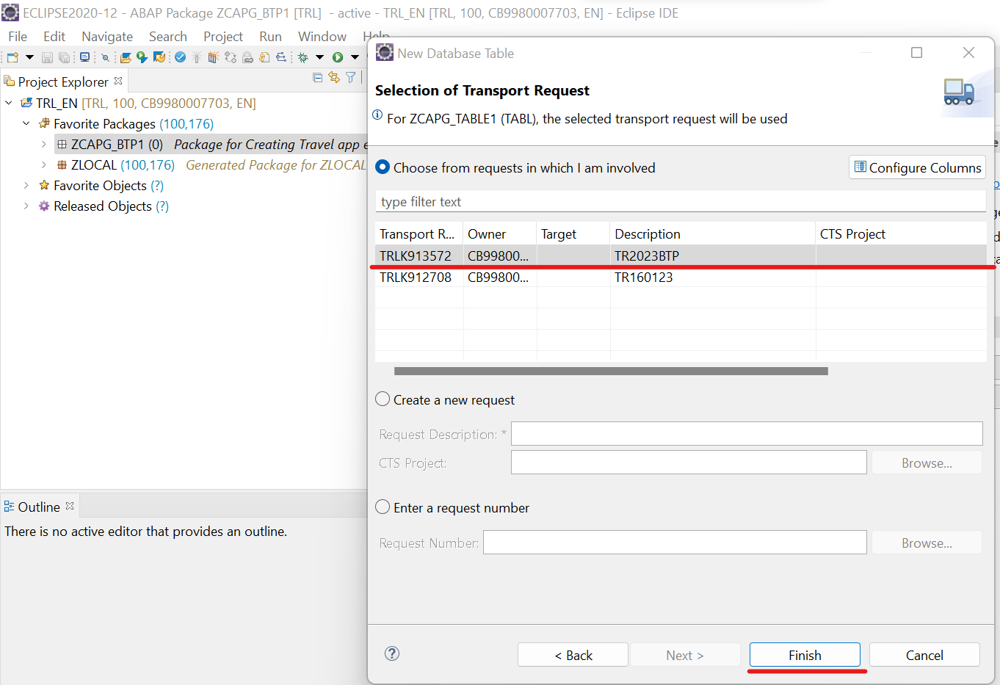 ECLIPSE2020-12 - ABAP Package ZCAPG_BTP1 [TRL] - active - TRL_EN [TRL, 100, CB9980007703, EN] - Eclipse IDE
File Edit Navigate Search Project Run Window Help
Project Explorer
TRL_EN [TRL, 100, CB9980007703, EN]
Favorite Packages (100,176)
ZCAPG_BTP1 (0) Package for Creating Travel app e
ZLOCAL (100,176) Generated Package for ZLOCAL
Favorite Objects (?)
Released Objects (?)
Outline
There is no active editor that provides an outline.
New Database Table
Selection of Transport Request
For ZCAPG_TABLE1 (TABL), the selected transport request will be used
Choose from requests in which I am involved
Configure Columns
type filter text
Transport R... Owner Target Description CTS Project
TRLK913572 CB99800... TR2023BTP
TRLK912708 CB99800... TR160123
Create a new request
Request Description: *
CTS Project:
Browse...
Enter a request number
Request Number:
Browse...
< Back Next > Finish Cancel